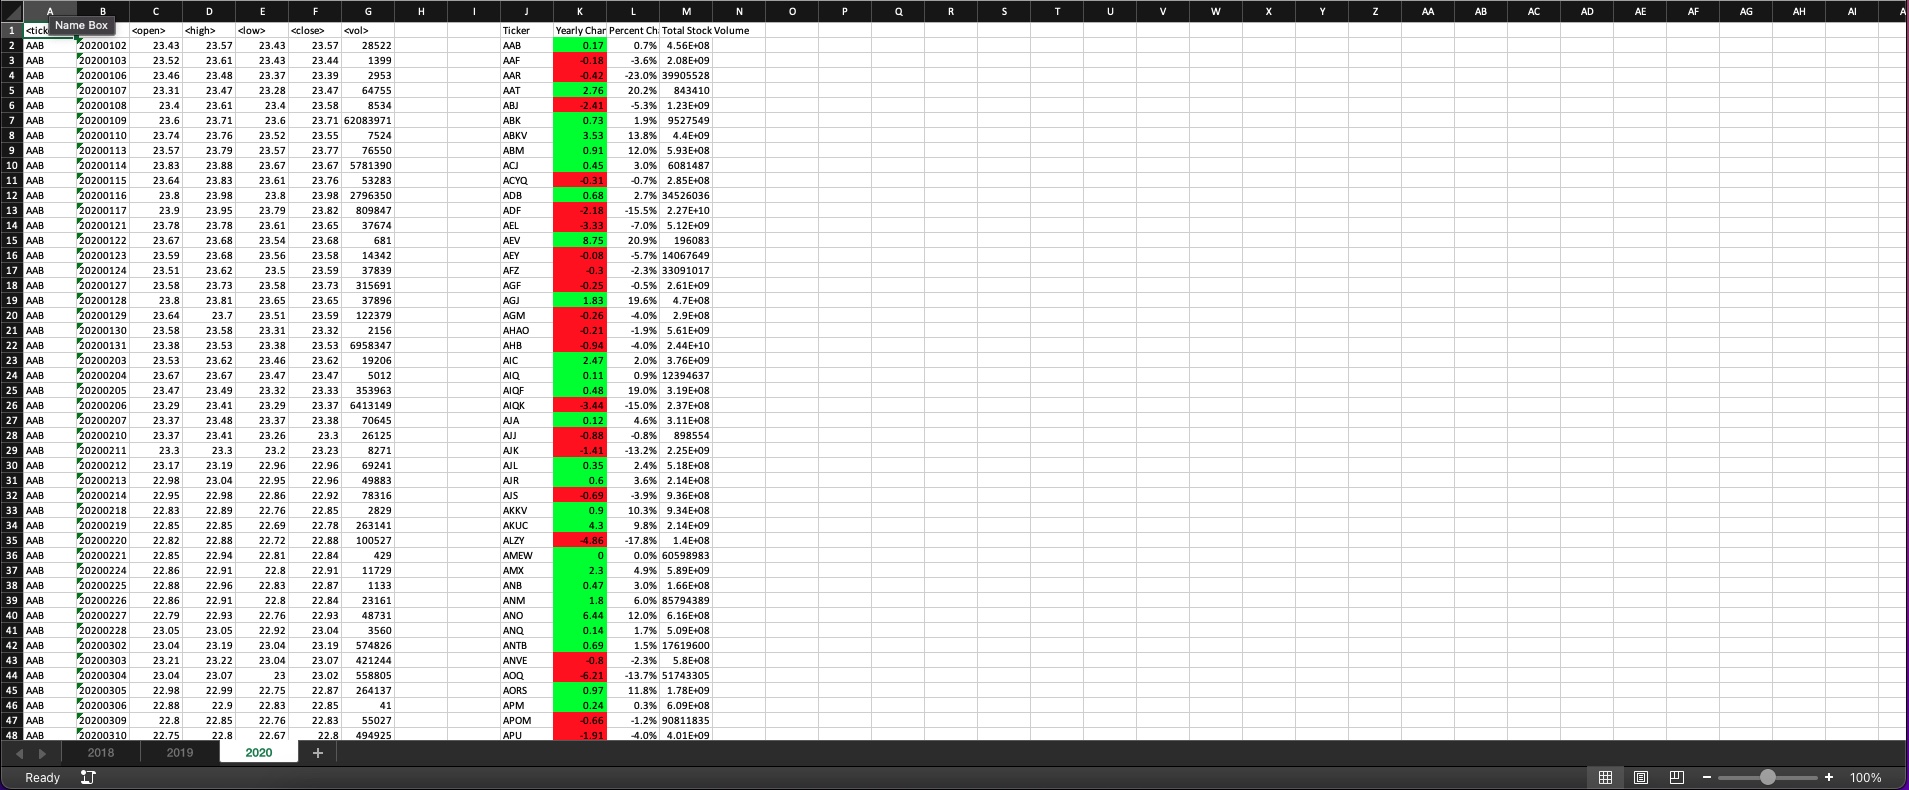 A B C D E F G H I J K L M N O P Q R S T U V W X Y Z AA AB AC AD AE AF AG AH AI A
Name Box
1 <tick <open> <high> <low> <close> <vol> Ticker Yearly Chan Percent Ch Total Stock Volume
2 AAB 20200102 23.43 23.57 23.43 23.57 28522 AAB 0.17 0.7% 4.56E+08
3 AAB 20200103 23.52 23.61 23.43 23.44 1399 AAF -0.18 -3.6% 2.08E+09
4 AAB 20200106 23.46 23.48 23.37 23.39 2953 AAR -0.42 -23.0% 39905528
5 AAB 20200107 23.31 23.47 23.28 23.47 64755 AAT 2.76 20.2% 843410
6 AAB 20200108 23.4 23.61 23.4 23.58 8534 ABJ -2.41 -5.3% 1.23E+09
7 AAB 20200109 23.6 23.71 23.6 23.71 62083971 ABK 0.73 1.9% 9527549
8 AAB 20200110 23.74 23.76 23.52 23.55 7524 ABKV 3.53 13.8% 4.4E+09
9 AAB 20200113 23.57 23.79 23.57 23.77 76550 ABM 0.91 12.0% 5.93E+08
10 AAB 20200114 23.83 23.88 23.67 23.67 5781390 ACJ 0.45 3.0% 6081487
11 AAB 20200115 23.64 23.83 23.61 23.76 53283 ACYQ -0.31 -0.7% 2.85E+08
12 AAB 20200116 23.8 23.98 23.8 23.98 2796350 ADB 0.68 2.7% 34526036
13 AAB 20200117 23.9 23.95 23.79 23.82 809847 ADF -2.18 -15.5% 2.27E+10
14 AAB 20200121 23.78 23.78 23.61 23.65 37674 AEL -3.33 -7.0% 5.12E+09
15 AAB 20200122 23.67 23.68 23.54 23.68 681 AEV 8.75 20.9% 196083
16 AAB 20200123 23.59 23.68 23.56 23.58 14342 AEY -0.08 -5.7% 14067649
17 AAB 20200124 23.51 23.62 23.5 23.59 37839 AFZ -0.3 -2.3% 33091017
18 AAB 20200127 23.58 23.73 23.58 23.73 315691 AGF -0.25 -0.5% 2.61E+09
19 AAB 20200128 23.8 23.81 23.65 23.65 37896 AGJ 1.83 19.6% 4.7E+08
20 AAB 20200129 23.64 23.7 23.51 23.59 122379 AGM -0.26 -4.0% 2.9E+08
21 AAB 20200130 23.58 23.58 23.31 23.32 2156 AHAO -0.21 -1.9% 5.61E+09
22 AAB 20200131 23.38 23.53 23.38 23.53 6958347 AHB -0.94 -4.0% 2.44E+10
23 AAB 20200203 23.53 23.62 23.46 23.62 19206 AIC 2.47 2.0% 3.76E+09
24 AAB 20200204 23.67 23.67 23.47 23.47 5012 AIQ 0.11 0.9% 12394637
25 AAB 20200205 23.47 23.49 23.32 23.33 353963 AIQF 0.48 19.0% 3.19E+08
26 AAB 20200206 23.29 23.41 23.29 23.37 6413149 AIQK -3.44 -15.0% 2.37E+08
27 AAB 20200207 23.37 23.48 23.37 23.38 70645 AJA 0.12 4.6% 3.11E+08
28 AAB 20200210 23.37 23.41 23.26 23.3 26125 AJJ -0.88 -0.8% 898554
29 AAB 20200211 23.3 23.3 23.2 23.23 8271 AJK -1.41 -13.2% 2.25E+09
30 AAB 20200212 23.17 23.19 22.96 22.96 69241 AJL 0.35 2.4% 5.18E+08
31 AAB 20200213 22.98 23.04 22.95 22.96 49883 AJR 0.6 3.6% 2.14E+08
32 AAB 20200214 22.95 22.98 22.86 22.92 78316 AJS -0.69 -3.9% 9.36E+08
33 AAB 20200218 22.83 22.89 22.76 22.85 2829 AKKV 0.9 10.3% 9.34E+08
34 AAB 20200219 22.85 22.85 22.69 22.78 263141 AKUC 4.3 9.8% 2.14E+09
35 AAB 20200220 22.82 22.88 22.72 22.88 100527 ALZY -4.86 -17.8% 1.4E+08
36 AAB 20200221 22.85 22.94 22.81 22.84 429 AMEW 0 0.0% 60598983
37 AAB 20200224 22.86 22.91 22.8 22.91 11729 AMX 2.3 4.9% 5.89E+09
38 AAB 20200225 22.88 22.96 22.83 22.87 1133 ANB 0.47 3.0% 1.66E+08
39 AAB 20200226 22.86 22.91 22.8 22.84 23161 ANM 1.8 6.0% 85794389
40 AAB 20200227 22.79 22.93 22.76 22.93 48731 ANO 6.44 12.0% 6.16E+08
41 AAB 20200228 23.05 23.05 22.92 23.04 3560 ANQ 0.14 1.7% 5.09E+08
42 AAB 20200302 23.04 23.19 23.04 23.19 574826 ANTB 0.69 1.5% 17619600
43 AAB 20200303 23.21 23.22 23.04 23.07 421244 ANVE -0.8 -2.3% 5.8E+08
44 AAB 20200304 23.04 23.07 23 23.02 558805 AOQ -6.21 -13.7% 51743305
45 AAB 20200305 22.98 22.99 22.75 22.87 264137 AORS 0.97 11.8% 1.78E+09
46 AAB 20200306 22.88 22.9 22.83 22.85 41 APM 0.24 0.3% 6.09E+08
47 AAB 20200309 22.8 22.85 22.76 22.83 55027 APOM -0.66 -1.2% 90811835
48 AAB 20200310 22.75 22.8 22.67 22.8 494925 APU -1.91 -4.0% 4.01E+09
2018 2019 2020 +
Ready 100%